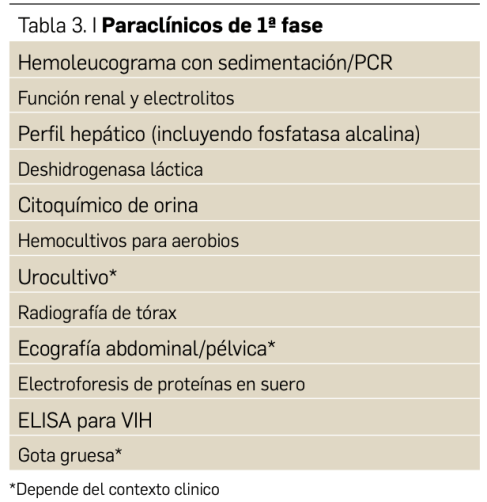 Tabla 3. I Paraclínicos de 1ª fase
Hemoleucograma con sedimentación/PCR
Función renal y electrolitos
Perfil hepático (incluyendo fosfatasa alcalina)
Deshidrogenasa láctica
Citoquímico de orina
Hemocultivos para aerobios
Urocultivo*
Radiografía de tórax
Ecografía abdominal/pélvica*
Electroforesis de proteínas en suero
ELISA para VIH
Gota gruesa*
*Depende del contexto clinico